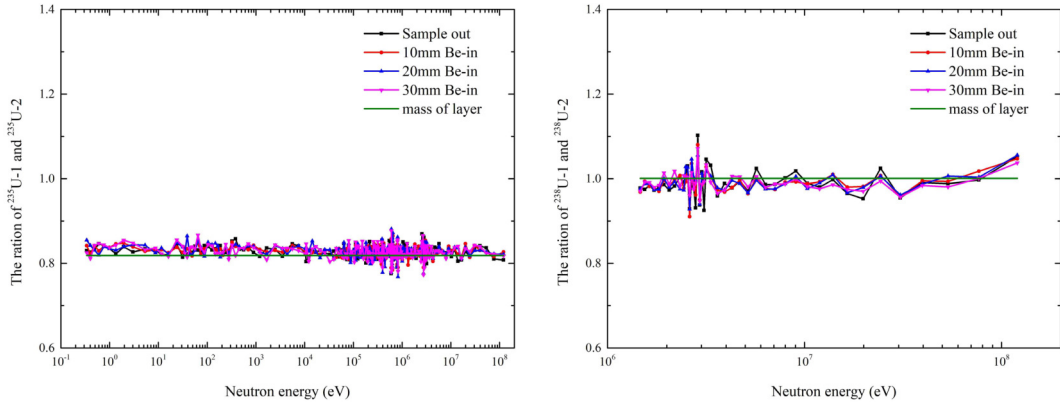 1.4
1.2
1.0
0.8
0.6
The ration of ²³⁵U-1 and ²³⁵U-2
Sample out
10mm Be-in
20mm Be-in
30mm Be-in
mass of layer
10⁻¹ 10⁰ 10¹ 10² 10³ 10⁴ 10⁵ 10⁶ 10⁷ 10⁸
Neutron energy (eV)
1.4
1.2
1.0
0.8
0.6
The ration of ²³⁸U-1 and ²³⁸U-2
Sample out
10mm Be-in
20mm Be-in
30mm Be-in
mass of layer
10⁶ 10⁷ 10⁸
Neutron energy (eV)